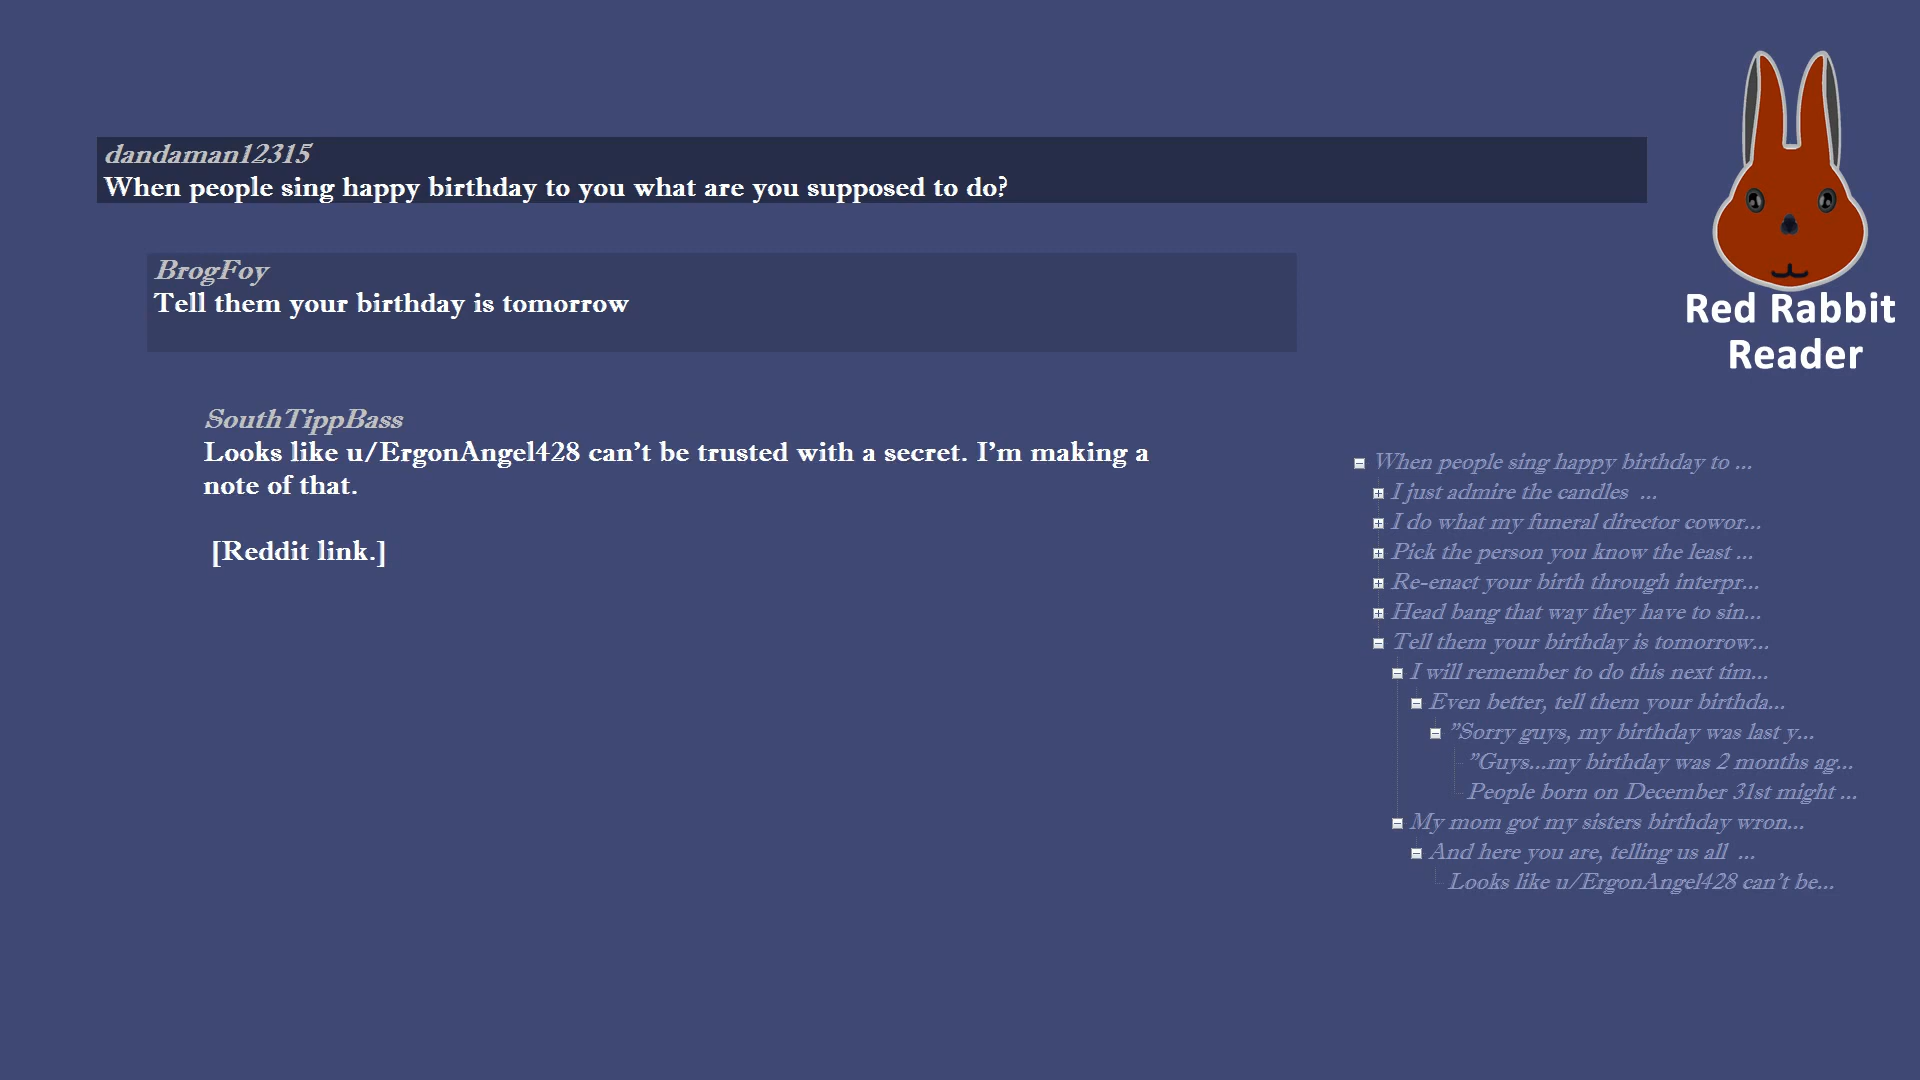 dandaman12315
When people sing happy birthday to you what are you supposed to do?
BrogFoy
Tell them your birthday is tomorrow
SouthTippBass
Looks like u/ErgonAngel428 can't be trusted with a secret. I'm making a
note of that.
[Reddit link.]
Red Rabbit
Reader
When people sing happy birthday to ...
I just admire the candles ...
I do what my funeral director cowor...
Pick the person you know the least ...
Re-enact your birth through interpr...
Head bang that way they have to sin...
Tell them your birthday is tomorrow...
I will remember to do this next tim...
Even better, tell them your birthda...
"Sorry guys, my birthday was last y...
"Guys...my birthday was 2 months ag...
People born on December 31st might ...
My mom got my sisters birthday wron...
And here you are, telling us all ...
Looks like u/ErgonAngel428 can't be...